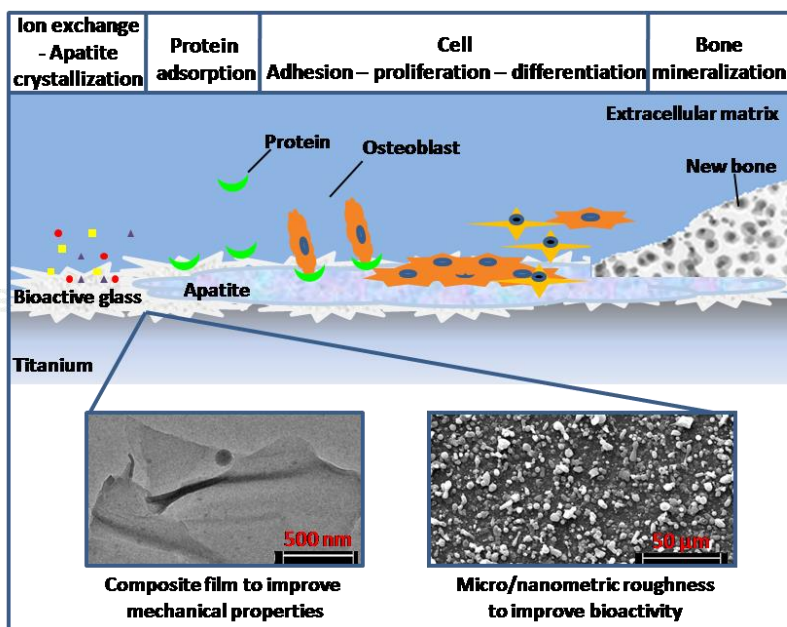 Ion exchange
- Apatite
crystallization
Protein
adsorption
Cell
Adhesion – proliferation – differentiation
Bone
mineralization
Extracellular matrix
Protein
Osteoblast
New bone
Bioactive glass
Apatite
Titanium
500 nm
50 µm
Composite film to improve
mechanical properties
Micro/nanometric roughness
to improve bioactivity